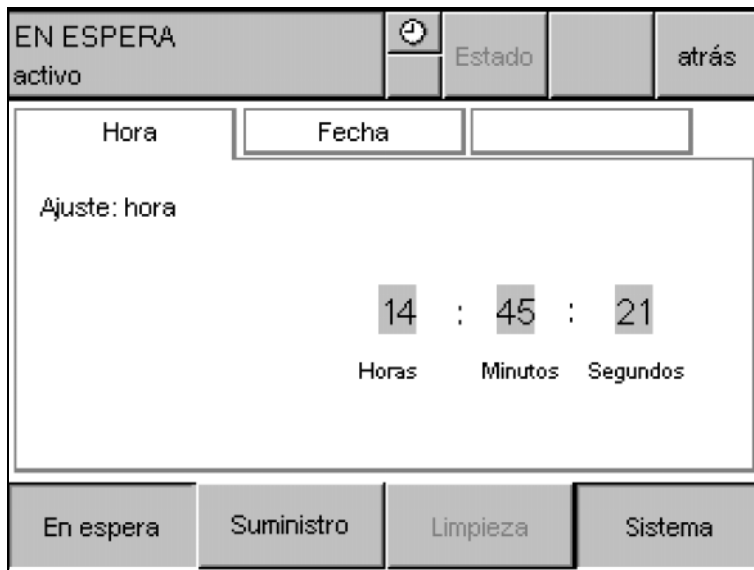 EN ESPERA
activo
Estado
atrás
Hora
Fecha
Ajuste: hora
14 : 45 : 21
Horas Minutos Segundos
En espera
Suministro
Limpieza
Sistema